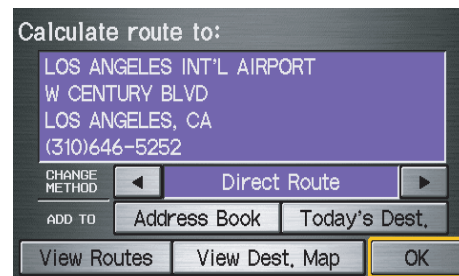 Calculate route to:
LOS ANGELES INT'L AIRPORT
W CENTURY BLVD
LOS ANGELES, CA
(310)646-5252
CHANGE METHOD ◄ Direct Route ►
ADD TO Address Book Today's Dest.
View Routes View Dest. Map OK